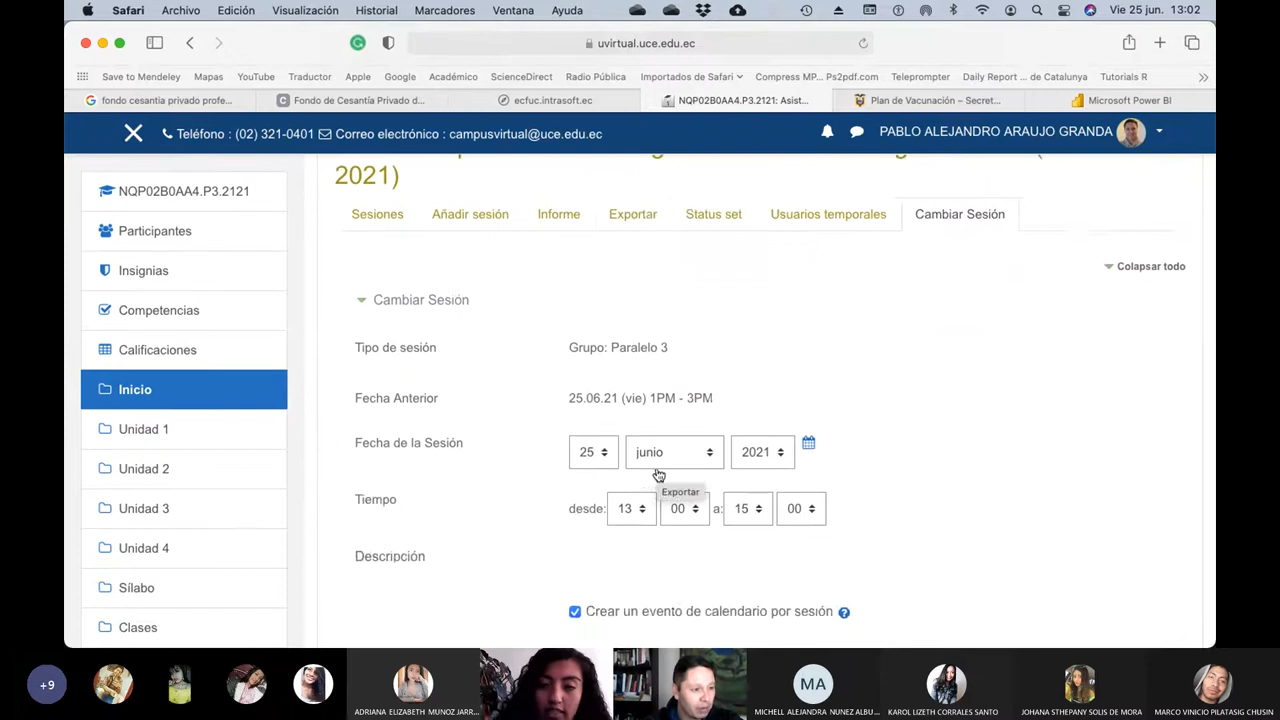 Safari Archivo Edición Visualización Historial Marcadores Ventana Ayuda Vie 25 jun. 13:02
uvirtual.uce.edu.ec
Save to Mendeley Mapas YouTube Traductor Apple Google Académico ScienceDirect Radio Pública Importados de Safari Compress MP... Ps2pdf.com Teleprompter Daily Report ... de Catalunya Tutorials R
fondo cesantia privado profe... Fondo de Cesantía Privado d... ecfuc.intrasoft.ec NQP02B0AA4.P3.2121: Asist... Plan de Vacunación – Secret... Microsoft Power BI
Teléfono : (02) 321-0401 Correo electrónico : campusvirtual@uce.edu.ec PABLO ALEJANDRO ARAUJO GRANDA
2021)
NQP02B0AA4.P3.2121
Participantes
Insignias
Competencias
Calificaciones
Inicio
Unidad 1
Unidad 2
Unidad 3
Unidad 4
Sílabo
Clases
Sesiones Añadir sesión Informe Exportar Status set Usuarios temporales Cambiar Sesión
Colapsar todo
Cambiar Sesión
Tipo de sesión Grupo: Paralelo 3
Fecha Anterior 25.06.21 (vie) 1PM - 3PM
Fecha de la Sesión 25 junio 2021
Exportar
Tiempo desde: 13 00 a: 15 00
Descripción
Crear un evento de calendario por sesión
+9
MA
ADRIANA ELIZABETH MUNOZ JARR...
MICHELL ALEJANDRA NUNEZ ALBU...
KAROL LIZETH CORRALES SANTO
JOHANA STHEPANY SOLIS DE MORA
MARCO VINICIO PILATASIG CHUSIN